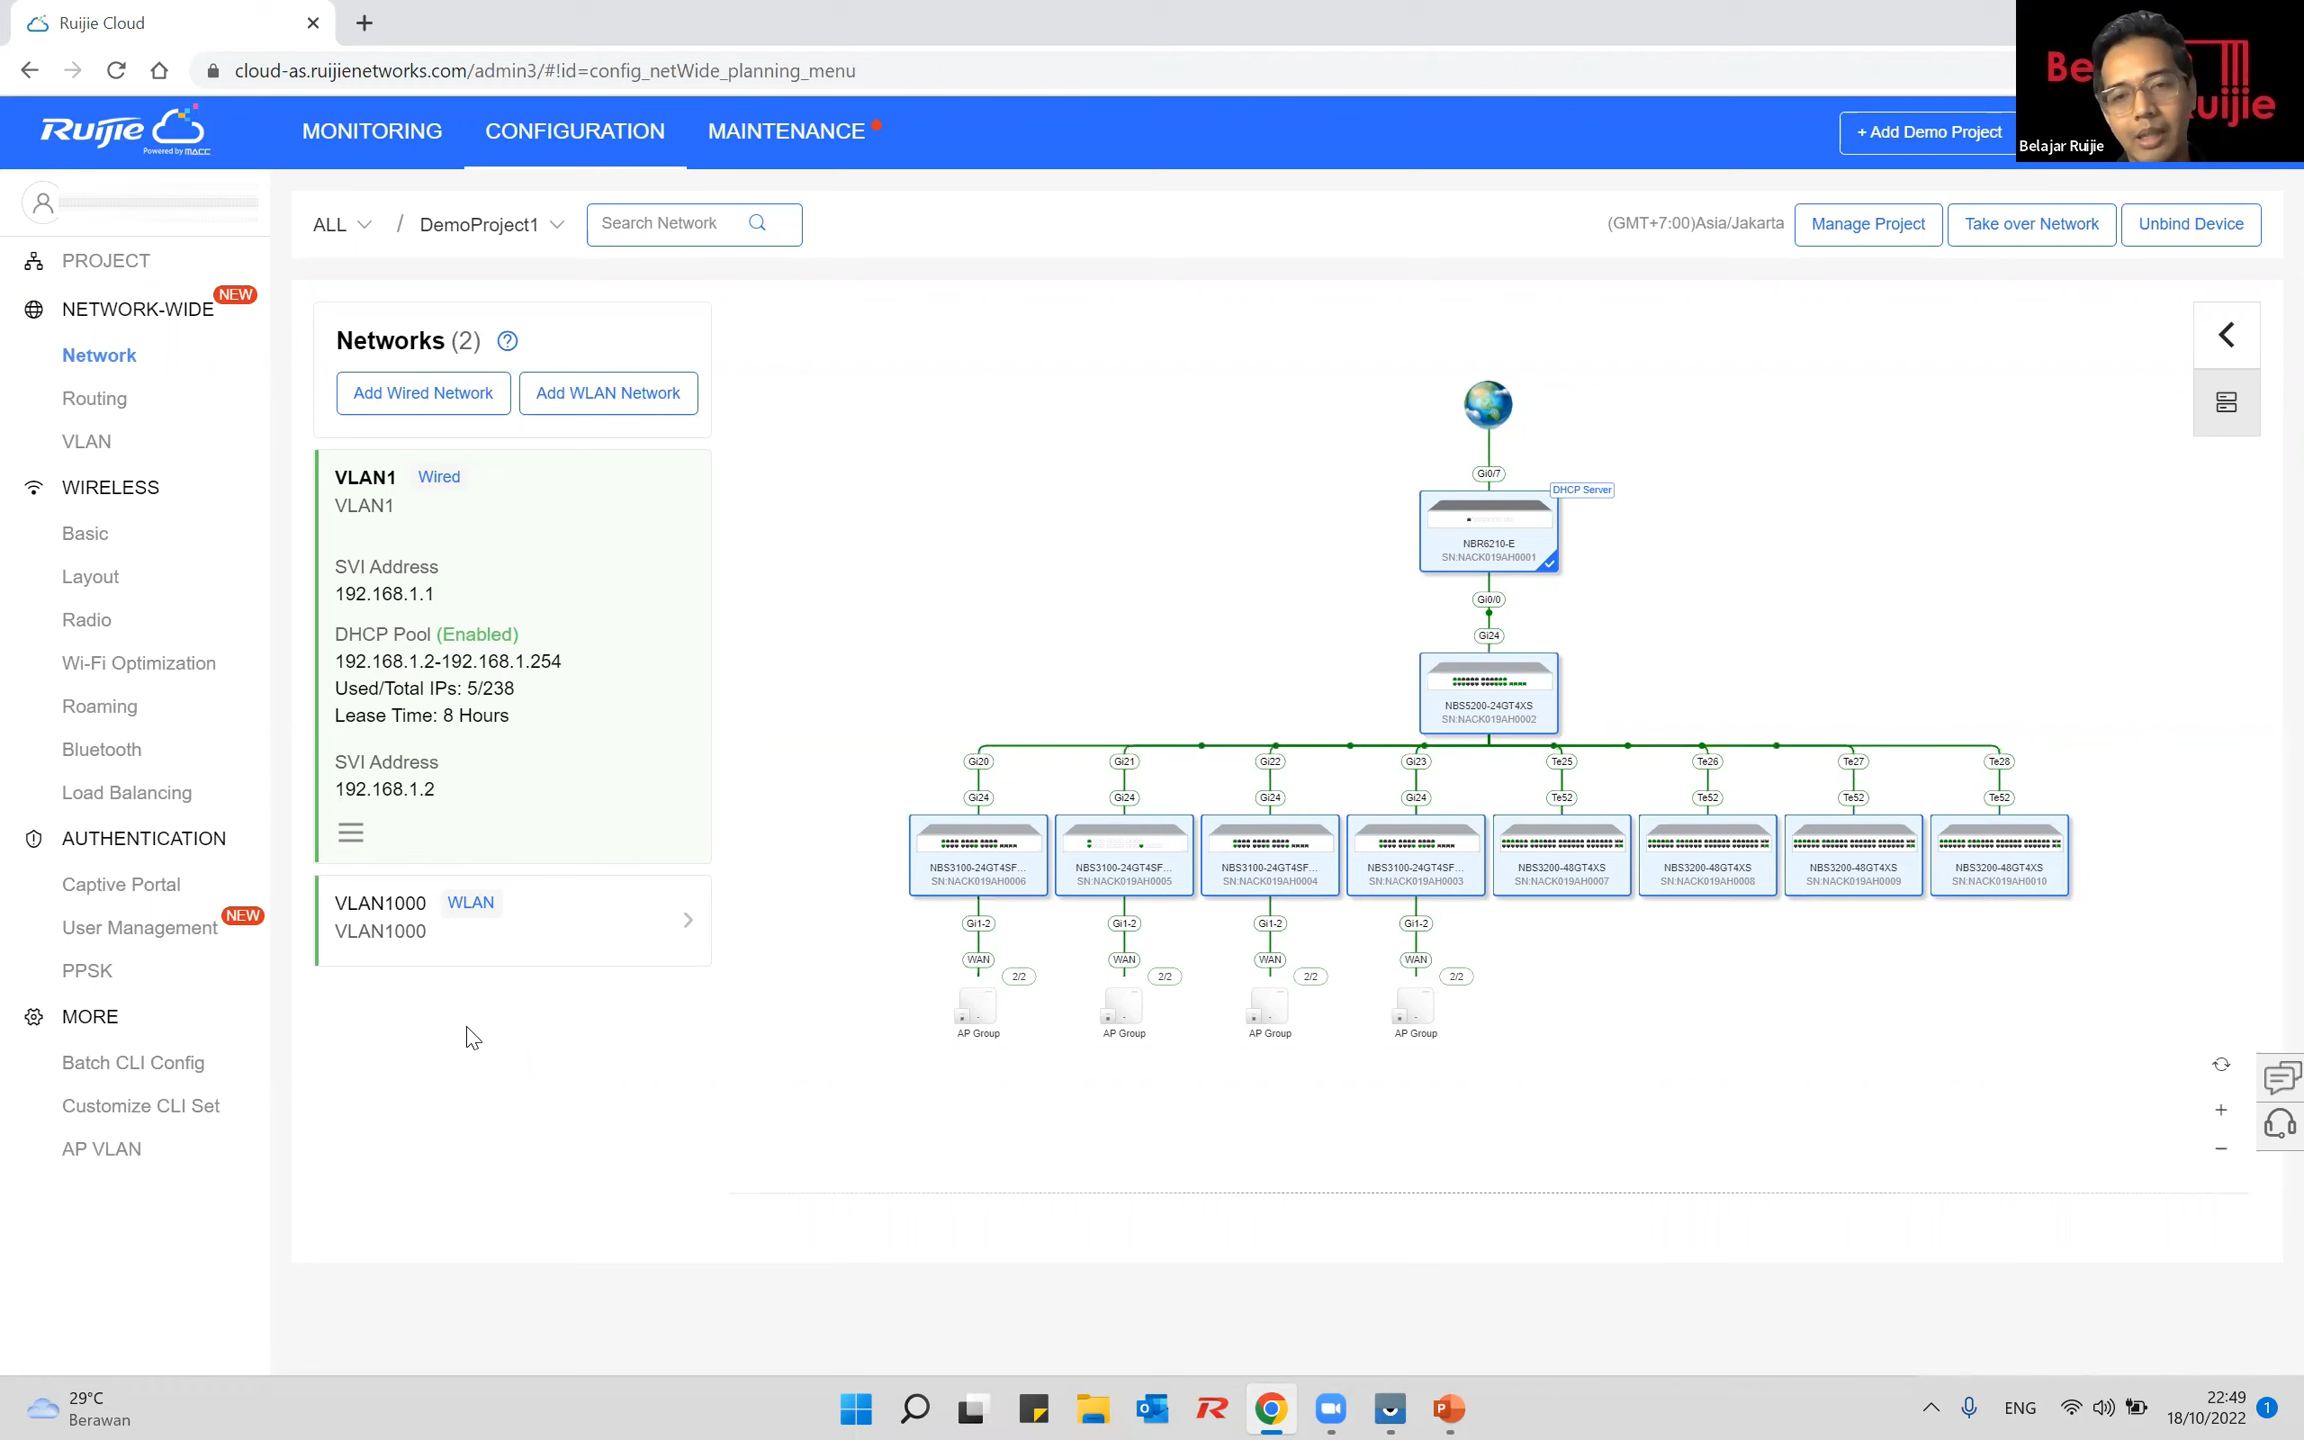 Ruijie Cloud
cloud-as.ruijienetworks.com/admin3/#!id=config_netWide_planning_menu
Ruijie
Powered by MACC
MONITORING
CONFIGURATION
MAINTENANCE
+ Add Demo Project
Belajar Ruijie
ALL / DemoProject1
Search Network
(GMT+7:00)Asia/Jakarta
Manage Project
Take over Network
Unbind Device
PROJECT
NETWORK-WIDE
NEW
Network
Routing
VLAN
WIRELESS
Basic
Layout
Radio
Wi-Fi Optimization
Roaming
Bluetooth
Load Balancing
AUTHENTICATION
Captive Portal
User Management
NEW
PPSK
MORE
Batch CLI Config
Customize CLI Set
AP VLAN
Networks (2)
Add Wired Network
Add WLAN Network
VLAN1 Wired
VLAN1
SVI Address
192.168.1.1
DHCP Pool (Enabled)
192.168.1.2-192.168.1.254
Used/Total IPs: 5/238
Lease Time: 8 Hours
SVI Address
192.168.1.2
VLAN1000 WLAN
VLAN1000
Gi0/7
DHCP Server
NBR6210-E
SN:NACK019AH0001
Gi0/0
Gi24
NBS5200-24GT4XS
SN:NACK019AH0002
Gi20 Gi21 Gi22 Gi23 Te25 Te26 Te27 Te28
Gi24 Gi24 Gi24 Gi24 Te52 Te52 Te52 Te52
NBS3100-24GT4SF... NBS3100-24GT4SF... NBS3100-24GT4SF... NBS3100-24GT4SF... NBS3200-48GT4XS NBS3200-48GT4XS NBS3200-48GT4XS NBS3200-48GT4XS
SN:NACK019AH0006 SN:NACK019AH0005 SN:NACK019AH0004 SN:NACK019AH0003 SN:NACK019AH0007 SN:NACK019AH0008 SN:NACK019AH0009 SN:NACK019AH0010
Gi1-2 Gi1-2 Gi1-2 Gi1-2
WAN WAN WAN WAN
2/2 2/2 2/2 2/2
AP Group AP Group AP Group AP Group
29°C
Berawan
ENG
22:49
18/10/2022
1